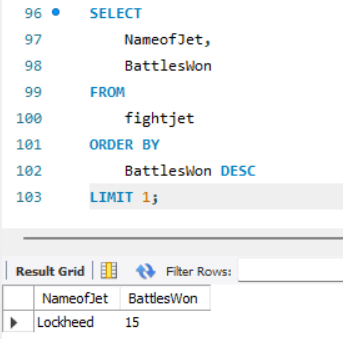 96 SELECT
97 NameofJet,
98 BattlesWon
99 FROM
100 fightjet
101 ORDER BY
102 BattlesWon DESC
103 LIMIT 1;
Result Grid Filter Rows:
NameofJet BattlesWon
Lockheed 15